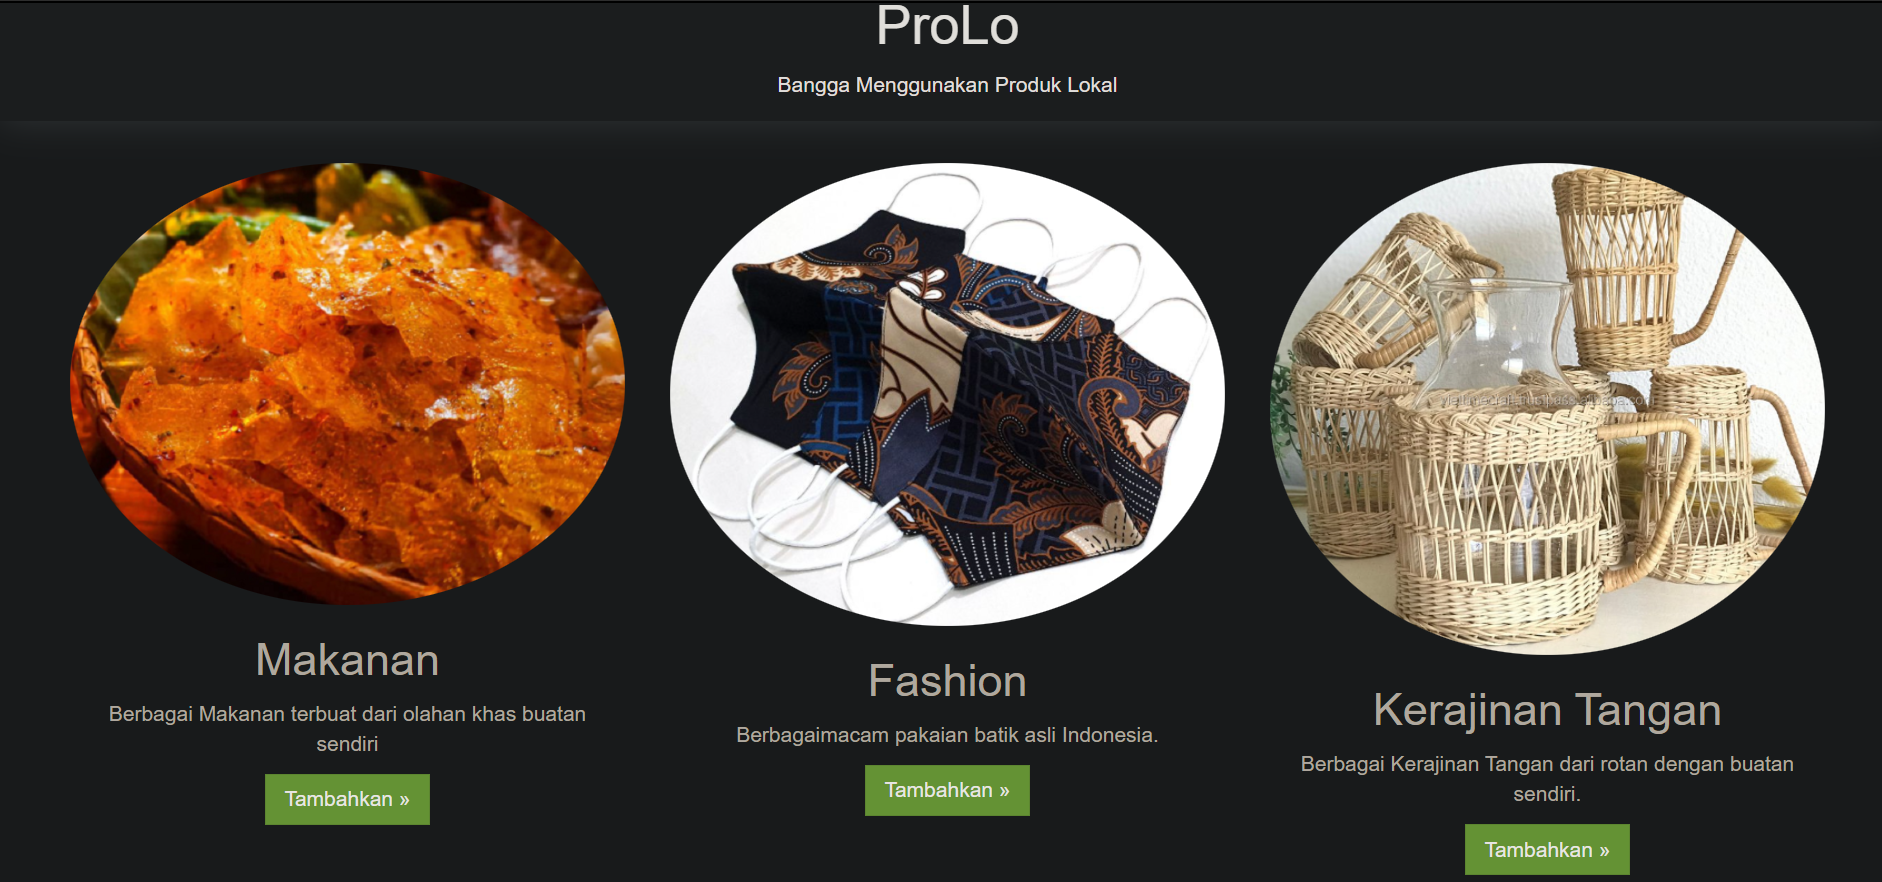 ProLo
Bangga Menggunakan Produk Lokal
Makanan
Berbagai Makanan terbuat dari olahan khas buatan
sendiri
Tambahkan »
Fashion
Berbagaimacam pakaian batik asli Indonesia.
Tambahkan »
Kerajinan Tangan
Berbagai Kerajinan Tangan dari rotan dengan buatan
sendiri.
Tambahkan »